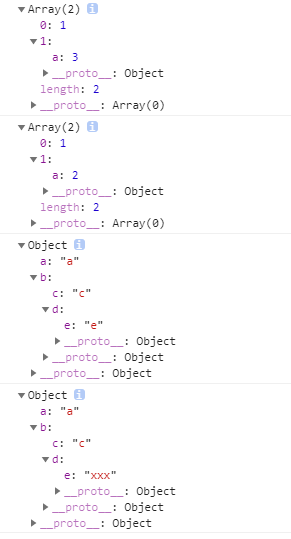 ▼Array(2) i
0: 1
▼1:
a: 3
▶__proto__: Object
length: 2
▶__proto__: Array(0)
▼Array(2) i
0: 1
▼1:
a: 2
▶__proto__: Object
length: 2
▶__proto__: Array(0)
▼Object i
a: "a"
▼b:
c: "c"
▼d:
e: "e"
▶__proto__: Object
▶__proto__: Object
▶__proto__: Object
▼Object i
a: "a"
▼b:
c: "c"
▼d:
e: "xxx"
▶__proto__: Object
▶__proto__: Object
▶__proto__: Object